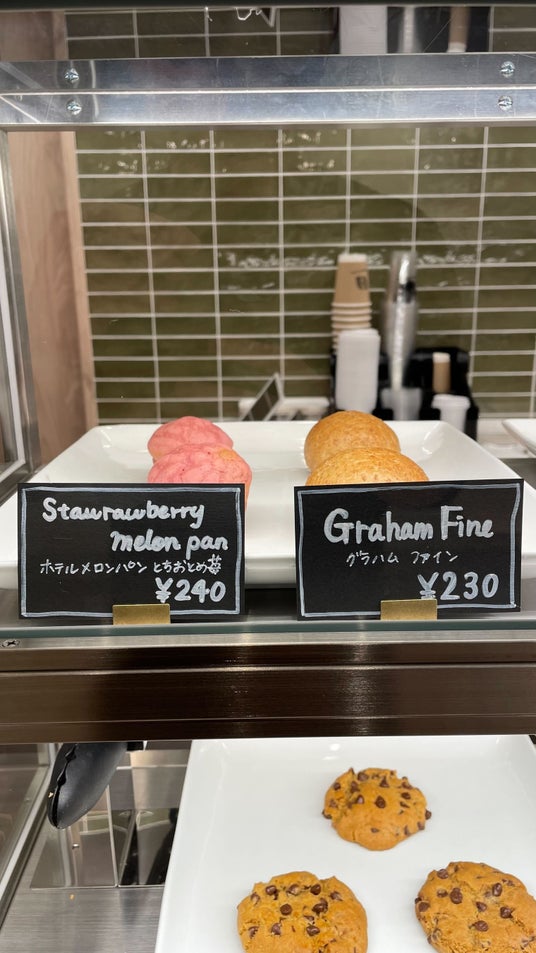 Staurawberry
melon pan
ホテルメロンパン とちおとめ
¥240
Graham Fine
グラハム ファイン
¥230